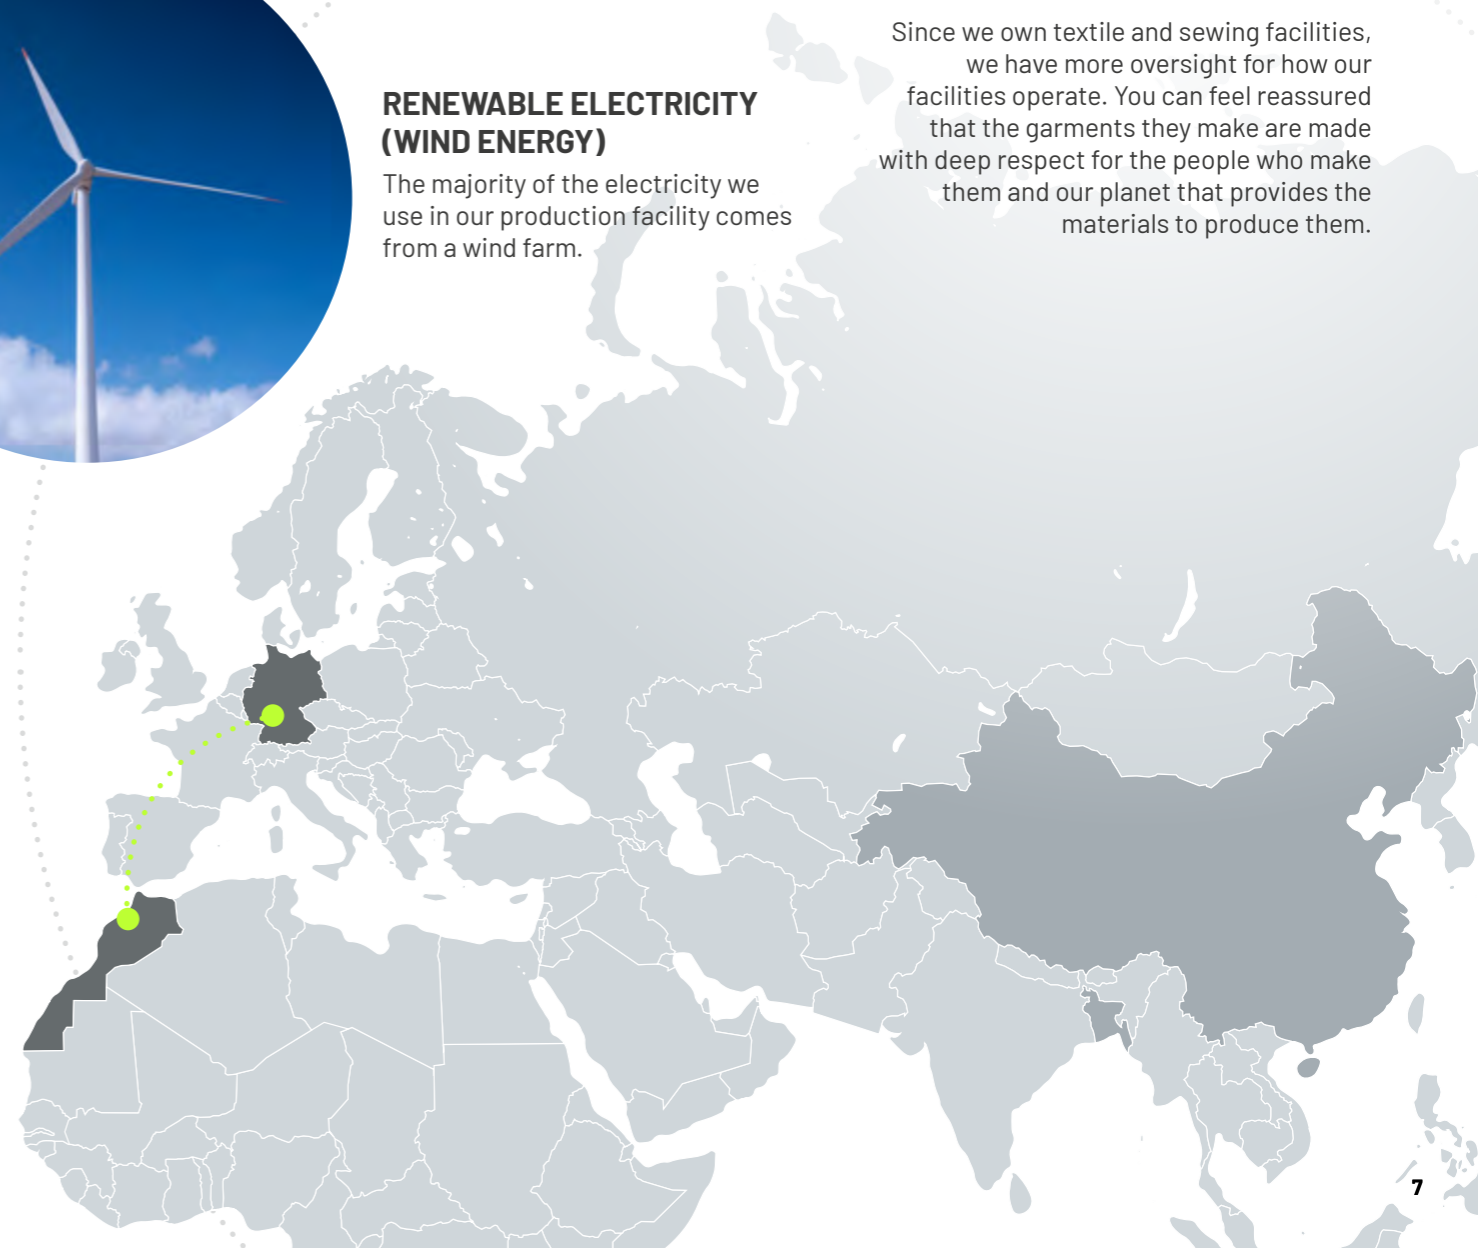 RENEWABLE ELECTRICITY
(WIND ENERGY)
The majority of the electricity we
use in our production facility comes
from a wind farm.
Since we own textile and sewing facilities,
we have more oversight for how our
facilities operate. You can feel reassured
that the garments they make are made
with deep respect for the people who make
them and our planet that provides the
materials to produce them.
7